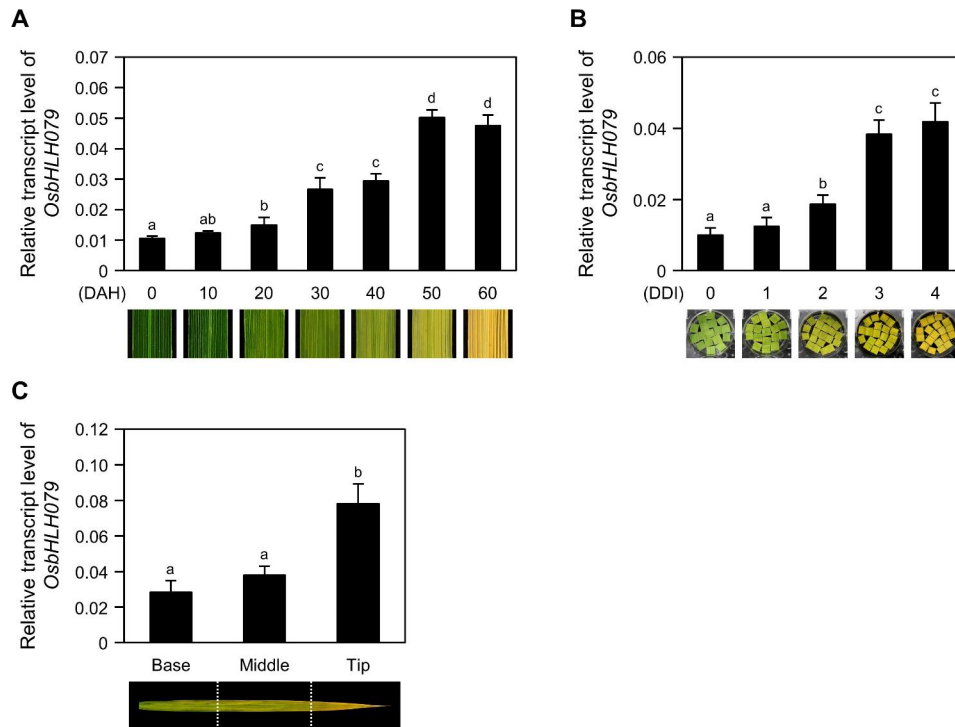 A
Relative transcript level of
OsbHLH079
0.07
0.06
0.05
0.04
0.03
0.02
0.01
0
a
ab
b
c
c
d
d
(DAH) 0 10 20 30 40 50 60
B
Relative transcript level of
OsbHLH079
0.06
0.04
0.02
0
a
a
b
c
c
(DDI) 0 1 2 3 4
C
Relative transcript level of
OsbHLH079
0.12
0.10
0.08
0.06
0.04
0.02
0
a
a
b
Base Middle Tip